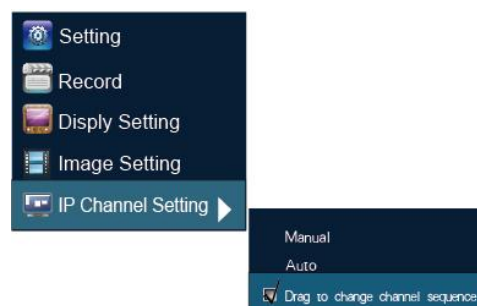 Setting
Record
Disply Setting
Image Setting
IP Channel Setting
Manual
Auto
Drag to change channel sequence